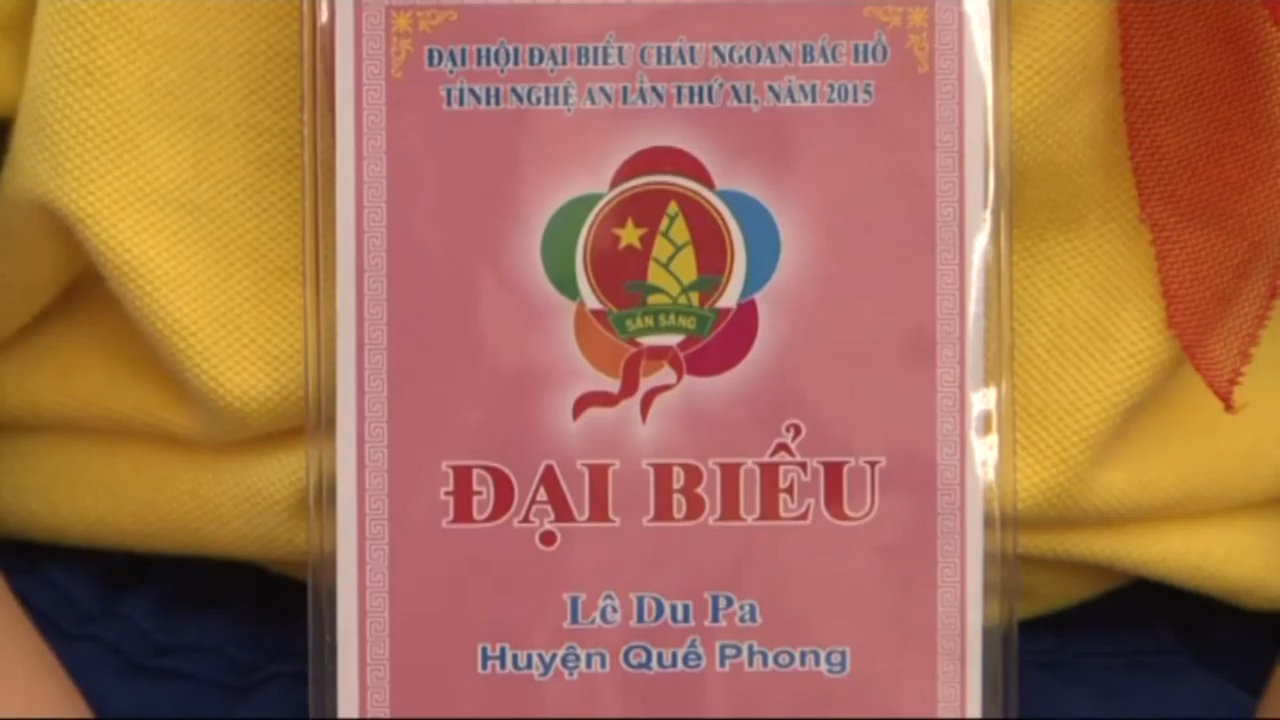 ĐẠI HỘI ĐẠI BIỂU CHÁU NGOAN BÁC HỒ
TỈNH NGHỆ AN LẦN THỨ XI, NĂM 2015
SẴN SÀNG
ĐẠI BIỂU
Lê Du Pa
Huyện Quế Phong